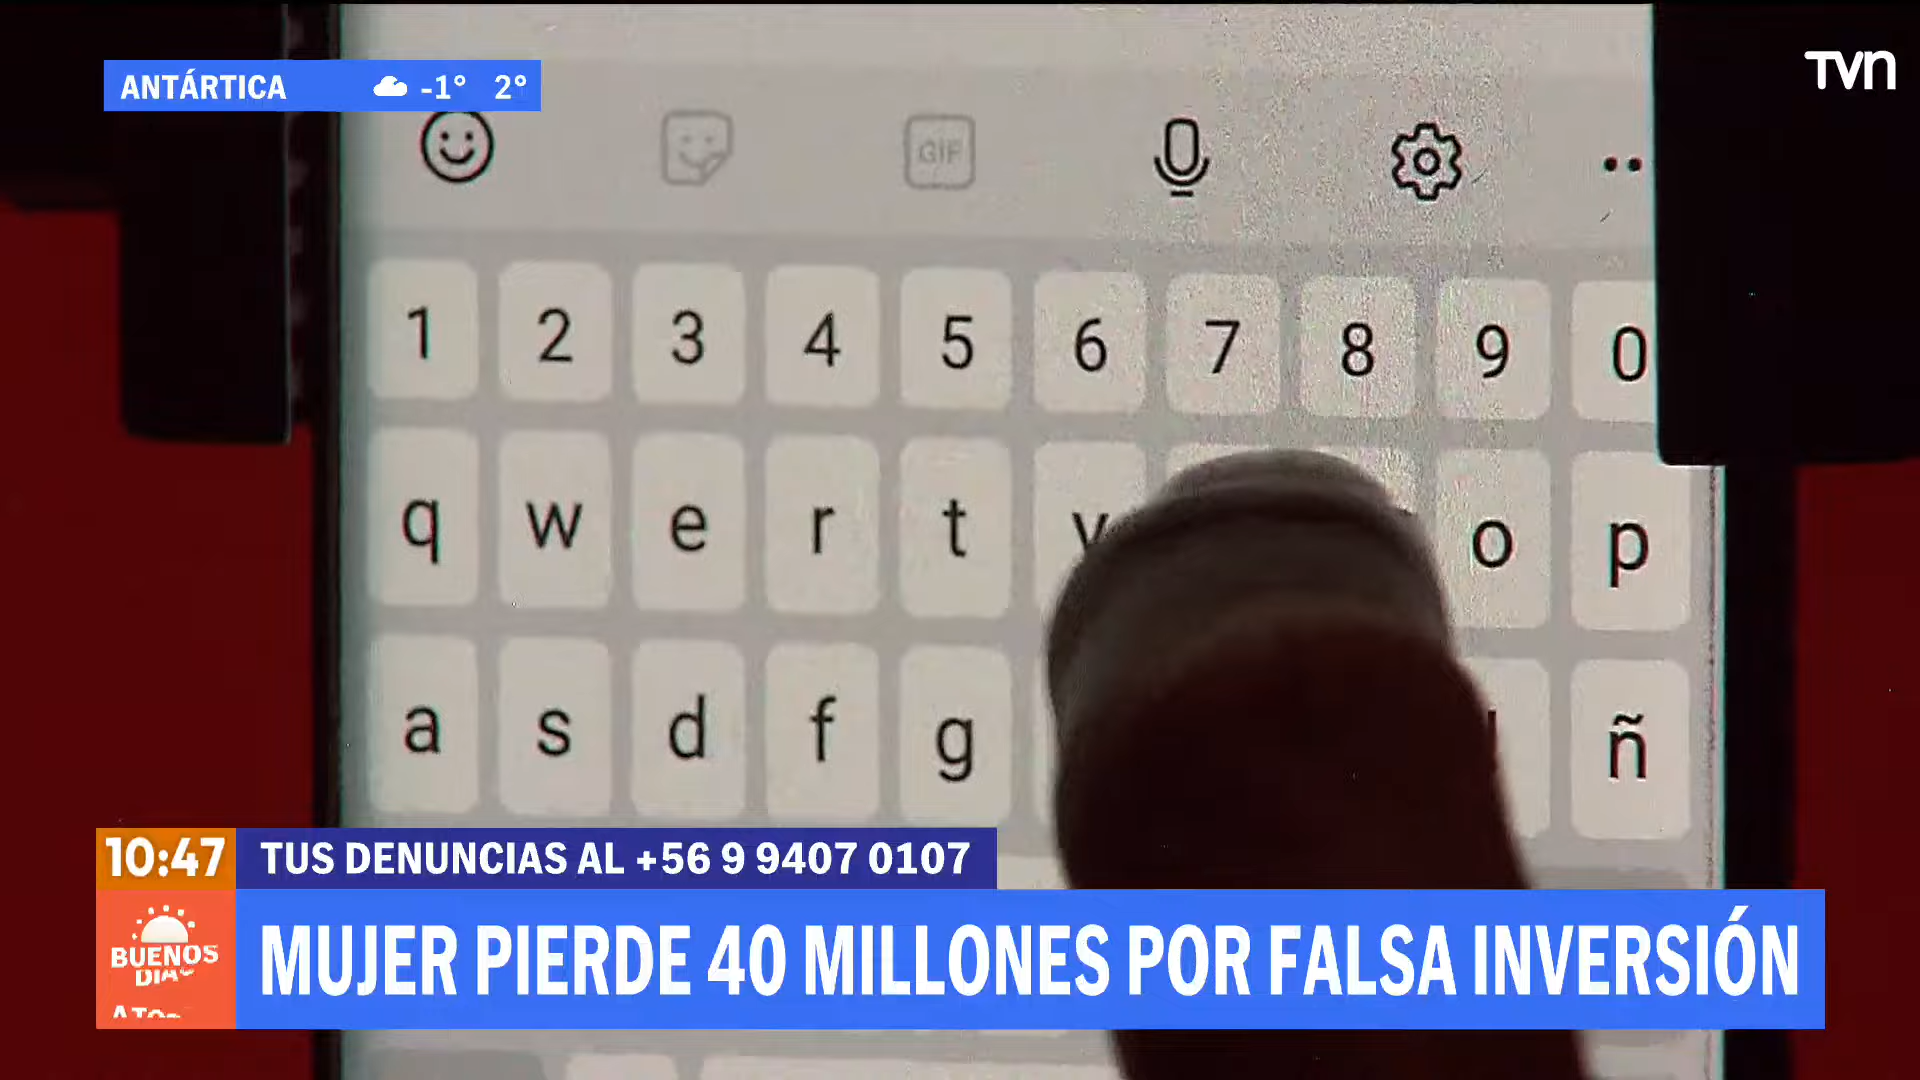 ANTÁRTICA -1° 2°
TVN
GIF
1 2 3 4 5 6 7 8 9 0
q w e r t y o p
a s d f g ñ
10:47
TUS DENUNCIAS AL +56 9 9407 0107
BUENOS
DÍAS
MUJER PIERDE 40 MILLONES POR FALSA INVERSIÓN